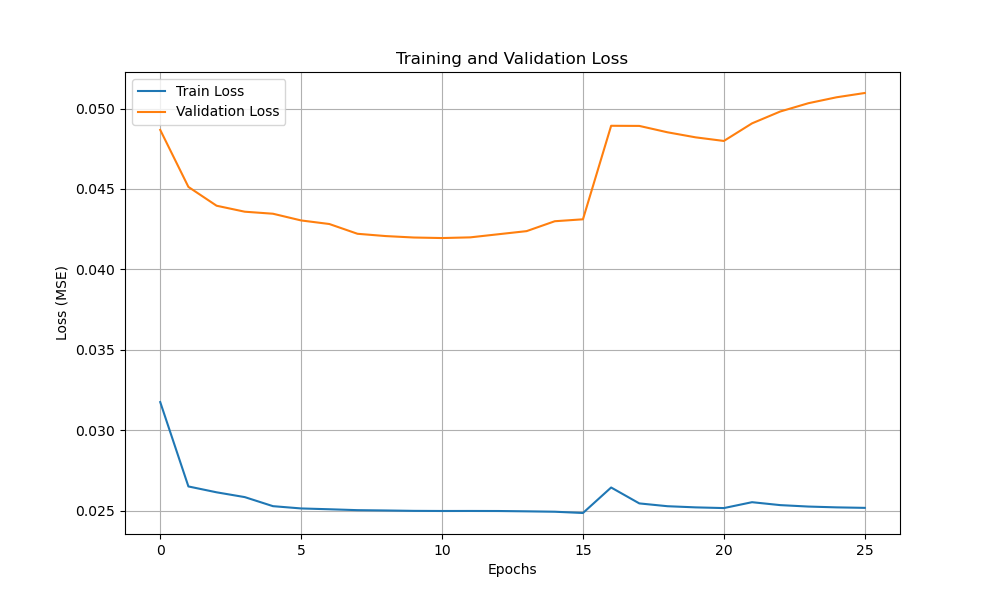 Training and Validation Loss
Train Loss
Validation Loss
0.050
0.045
0.040
0.035
0.030
0.025
Loss (MSE)
0 5 10 15 20 25
Epochs